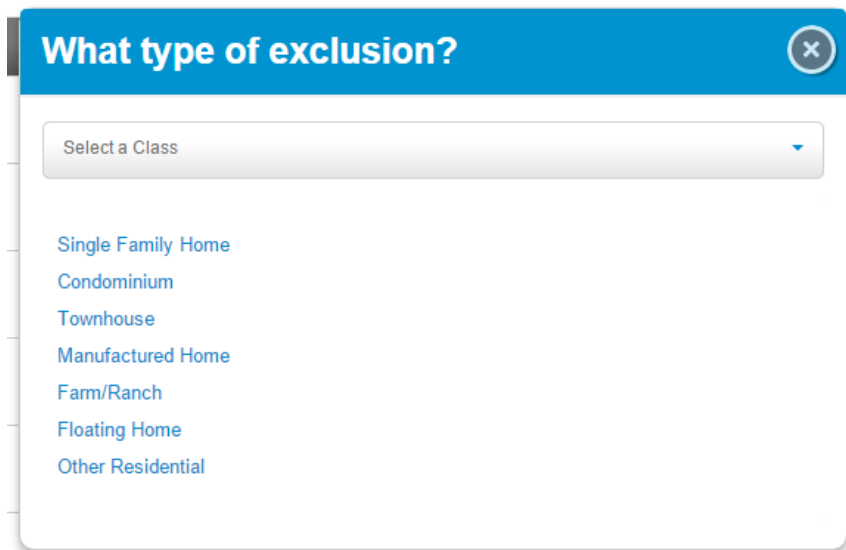 What type of exclusion?
Select a Class
Single Family Home
Condominium
Townhouse
Manufactured Home
Farm/Ranch
Floating Home
Other Residential